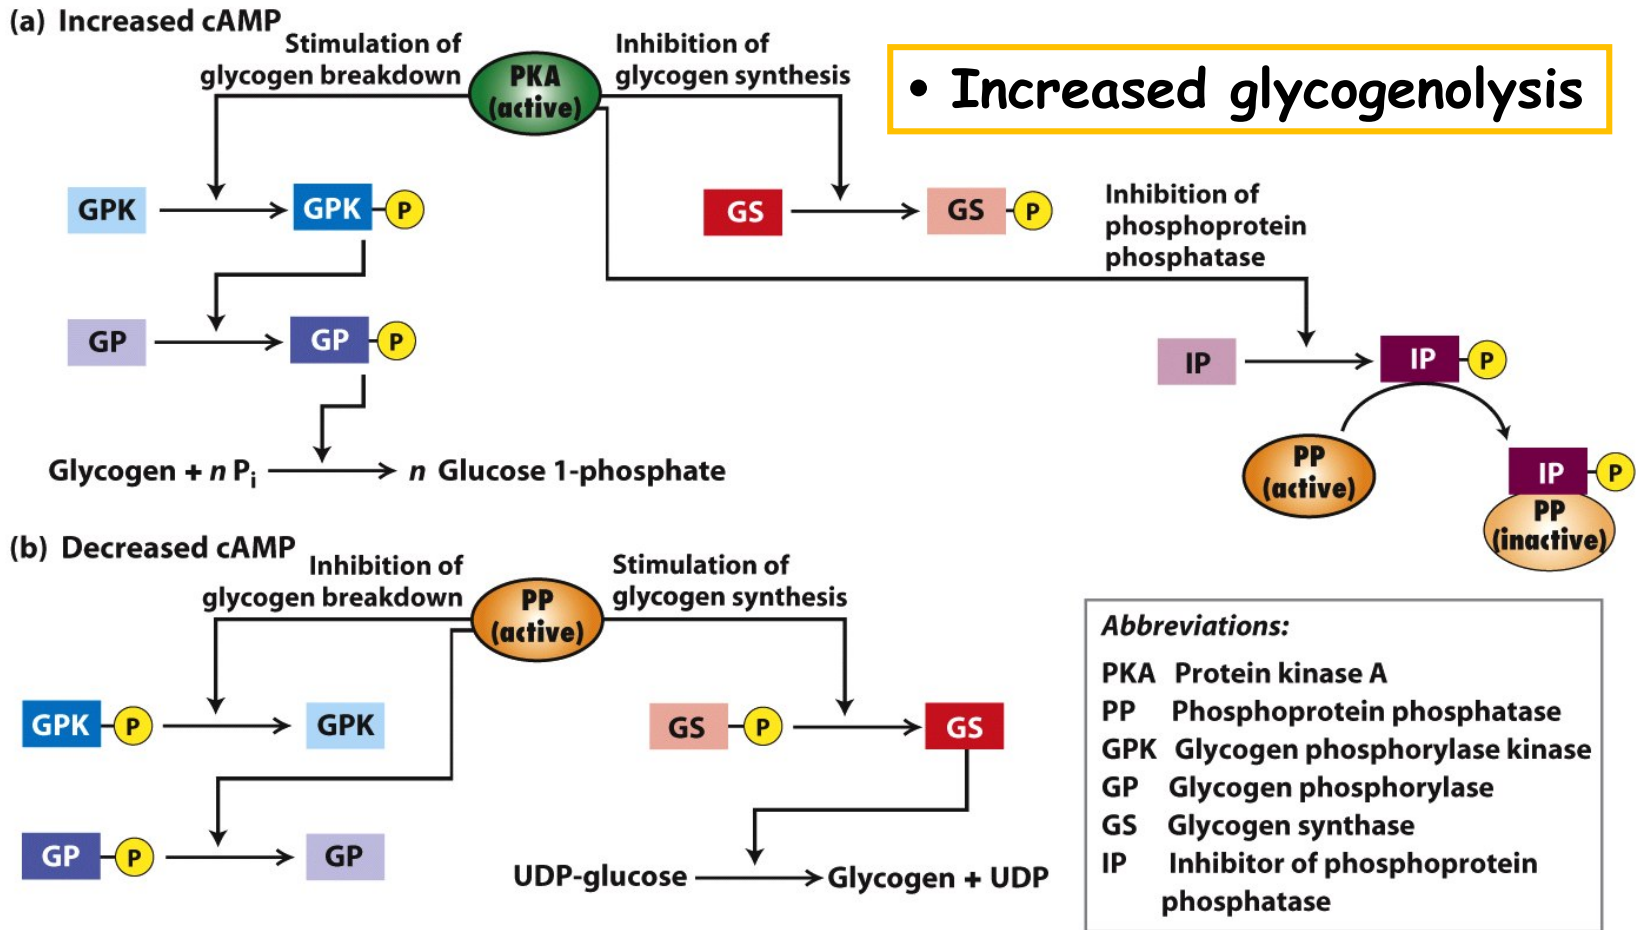 (a) Increased cAMP
Stimulation of
glycogen breakdown
PKA
(active)
Inhibition of
glycogen synthesis
• Increased glycogenolysis
GPK
GPK
P
GS
GS
P
Inhibition of
phosphoprotein
phosphatase
GP
GP
P
IP
IP
P
Glycogen + n Pi
n Glucose 1-phosphate
PP
(active)
IP
P
PP
(inactive)
(b) Decreased cAMP
Inhibition of
glycogen breakdown
PP
(active)
Stimulation of
glycogen synthesis
GPK
P
GPK
GS
P
GS
GP
P
GP
UDP-glucose
Glycogen + UDP
Abbreviations:
PKA Protein kinase A
PP Phosphoprotein phosphatase
GPK Glycogen phosphorylase kinase
GP Glycogen phosphorylase
GS Glycogen synthase
IP Inhibitor of phosphoprotein
phosphatase